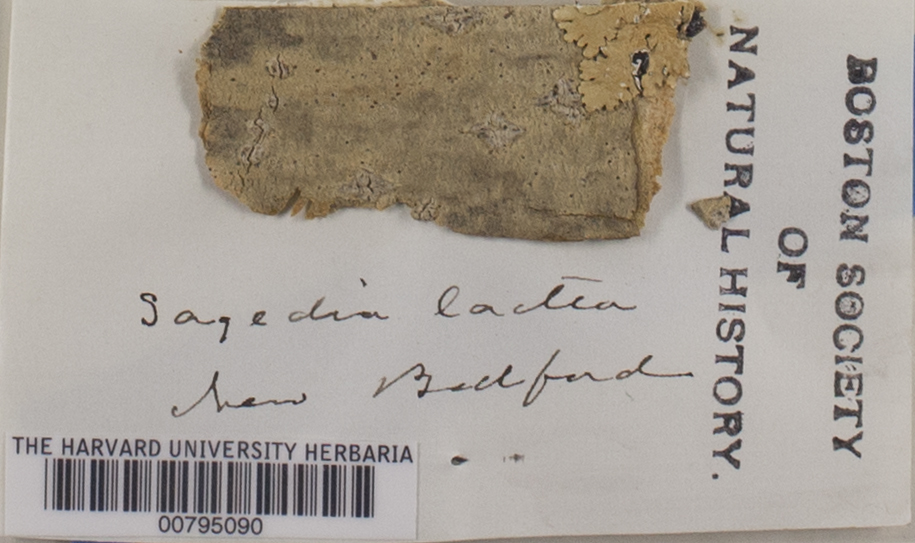 Sagedia lactea
New Bedford
BOSTON SOCIETY
OF
NATURAL HISTORY.
THE HARVARD UNIVERSITY HERBARIA
00795090